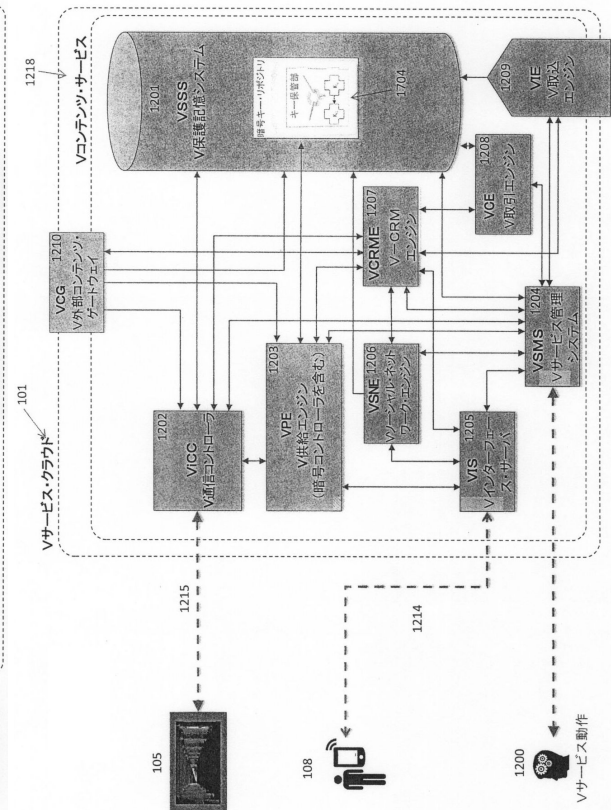 101
Vサービス・クラウド
1218
Vコンテンツ・サービス
1210
VCG
V外部コンテンツ・
ゲートウェイ
1201
VSSS
V保護記憶システム
暗号キー・リポジトリ
キー保管部
1704
1202
ViCC
V通信コントローラ
1203
VPE
V供給エンジン
(暗号コントローラを含む)
VCRME
1207
V-CRM
エンジン
VSNE
1206
Vソーシャル・ネット
ワーク・エンジン
1208
VCE
V取引エンジン
1209
VIE
V取込
エンジン
1205
VIS
Vインターフェー
ス・サーバ
1204
VSMS
Vサービス管理
システム
1215
1214
105
108
1200
Vサービス動作